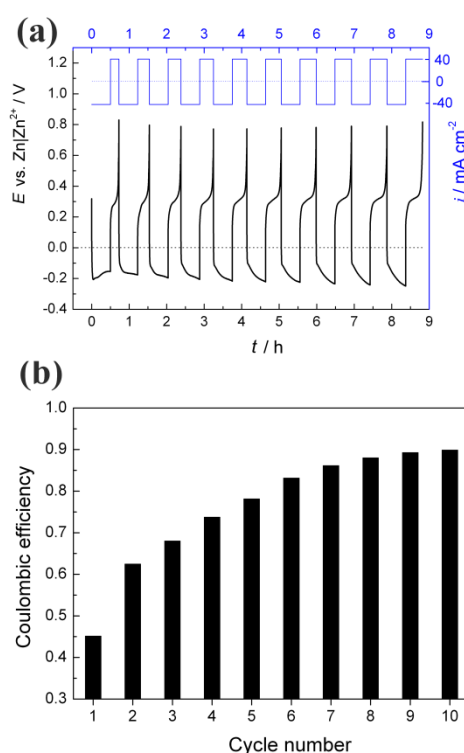 (a)
0 1 2 3 4 5 6 7 8 9
1.2
1.0
0.8
0.6
0.4
0.2
0.0
-0.2
-0.4
E vs. Zn|Zn²⁺ / V
40
0
-40
i / mA cm⁻²
0 1 2 3 4 5 6 7 8 9
t / h
(b)
1.0
0.9
0.8
0.7
0.6
0.5
0.4
0.3
Coulombic efficiency
1 2 3 4 5 6 7 8 9 10
Cycle number